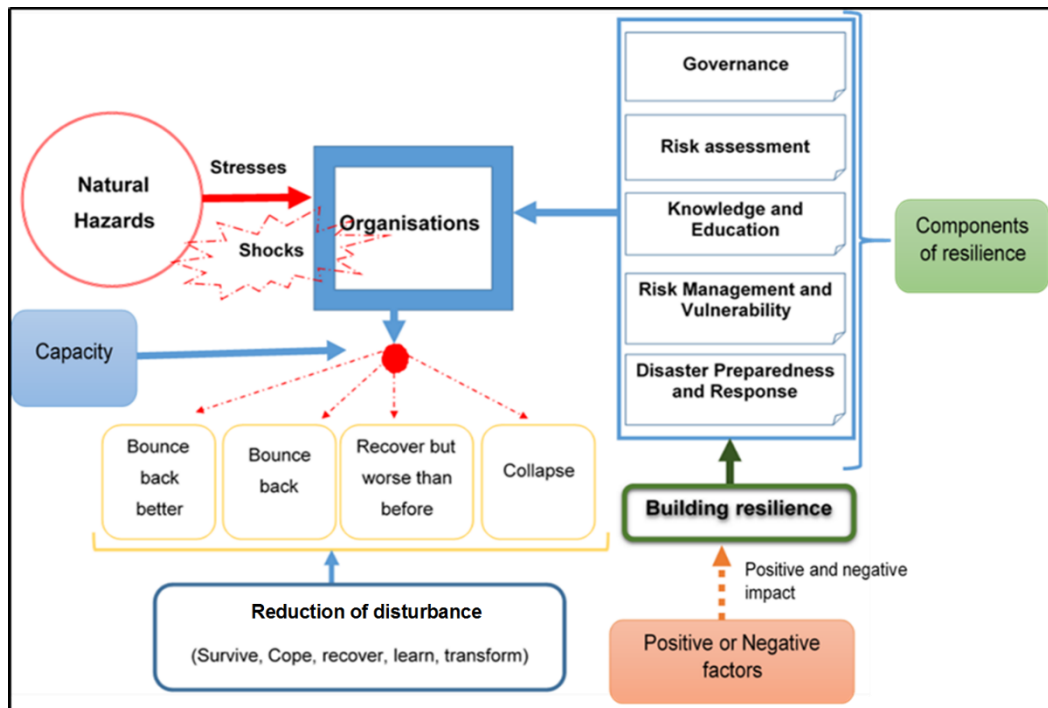 Governance
Risk assessment
Knowledge and
Education
Risk Management and
Vulnerability
Disaster Preparedness
and Response
Components
of resilience
Natural
Hazards
Stresses
Shocks
Organisations
Capacity
Bounce
back
better
Bounce
back
Recover but
worse than
before
Collapse
Building resilience
Positive and negative
impact
Positive or Negative
factors
Reduction of disturbance
(Survive, Cope, recover, learn, transform)